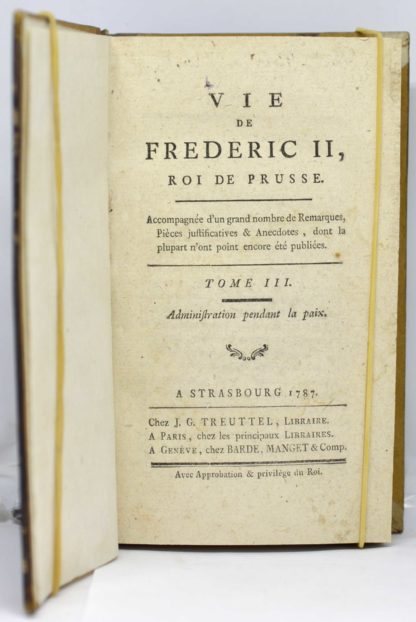 VIE
DE
FREDERIC II,
ROI DE PRUSSE.
Accompagnée d'un grand nombre de Remarques,
Pièces juſtificatives & Anecdotes, dont la
plupart n'ont point encore été publiées.
TOME III.
Adminiſtration pendant la paix.
A STRASBOURG 1787.
Chez J. G. TREUTTEL, LIBRAIRE.
A PARIS, chez les principaux LIBRAIRES.
A GENÈVE, chez BARDE, MANGET & Comp.
Avec Approbation & privilége du Roi.